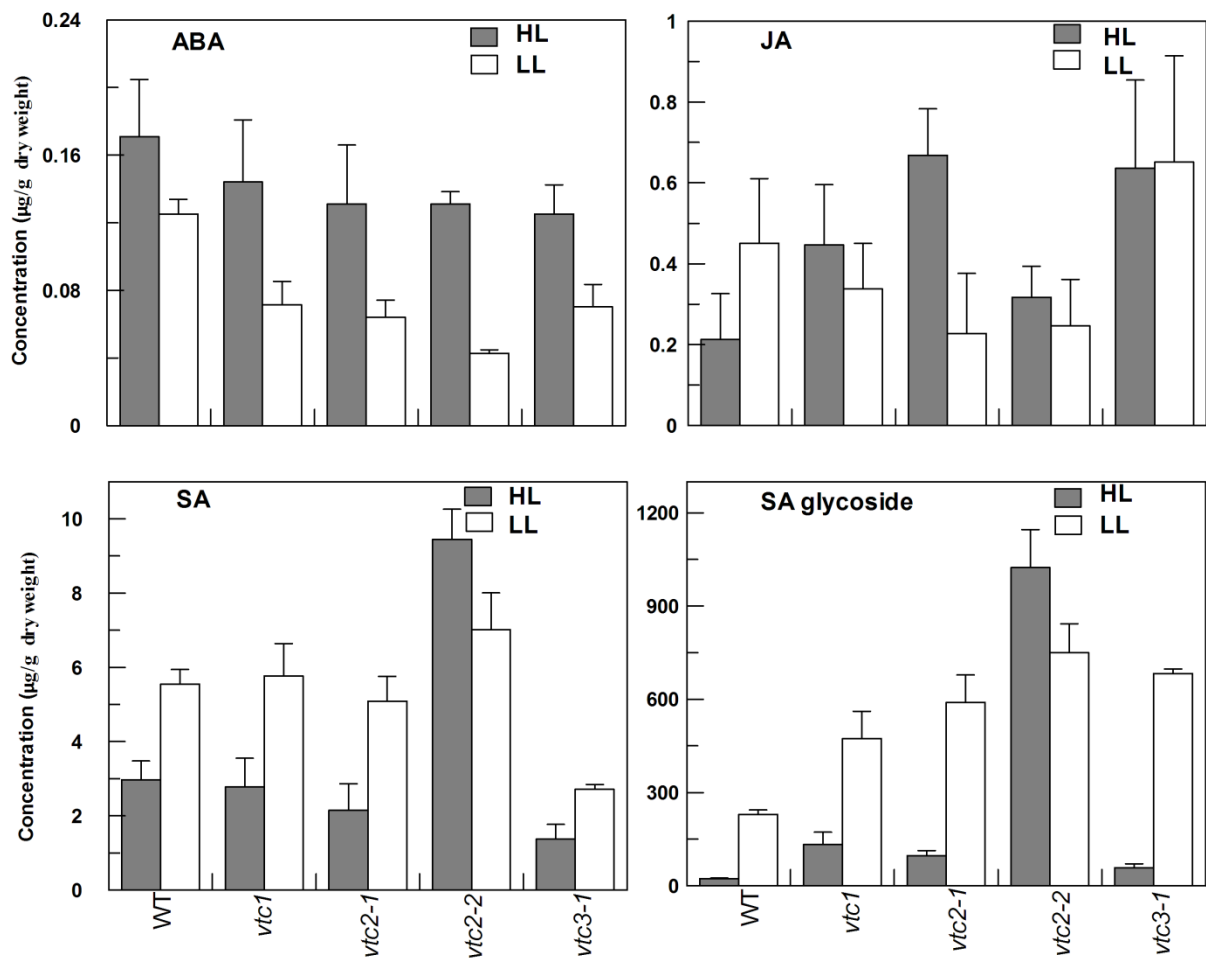 ABA
HL
LL
0.24
0.16
0.08
0
Concentration (µg/g dry weight)
JA
HL
LL
1
0.8
0.6
0.4
0.2
0
SA
HL
LL
10
8
6
4
2
0
Concentration (µg/g dry weight)
WT
vtc1
vtc2-1
vtc2-2
vtc3-1
SA glycoside
HL
LL
1200
900
600
300
0
WT
vtc1
vtc2-1
vtc2-2
vtc3-1